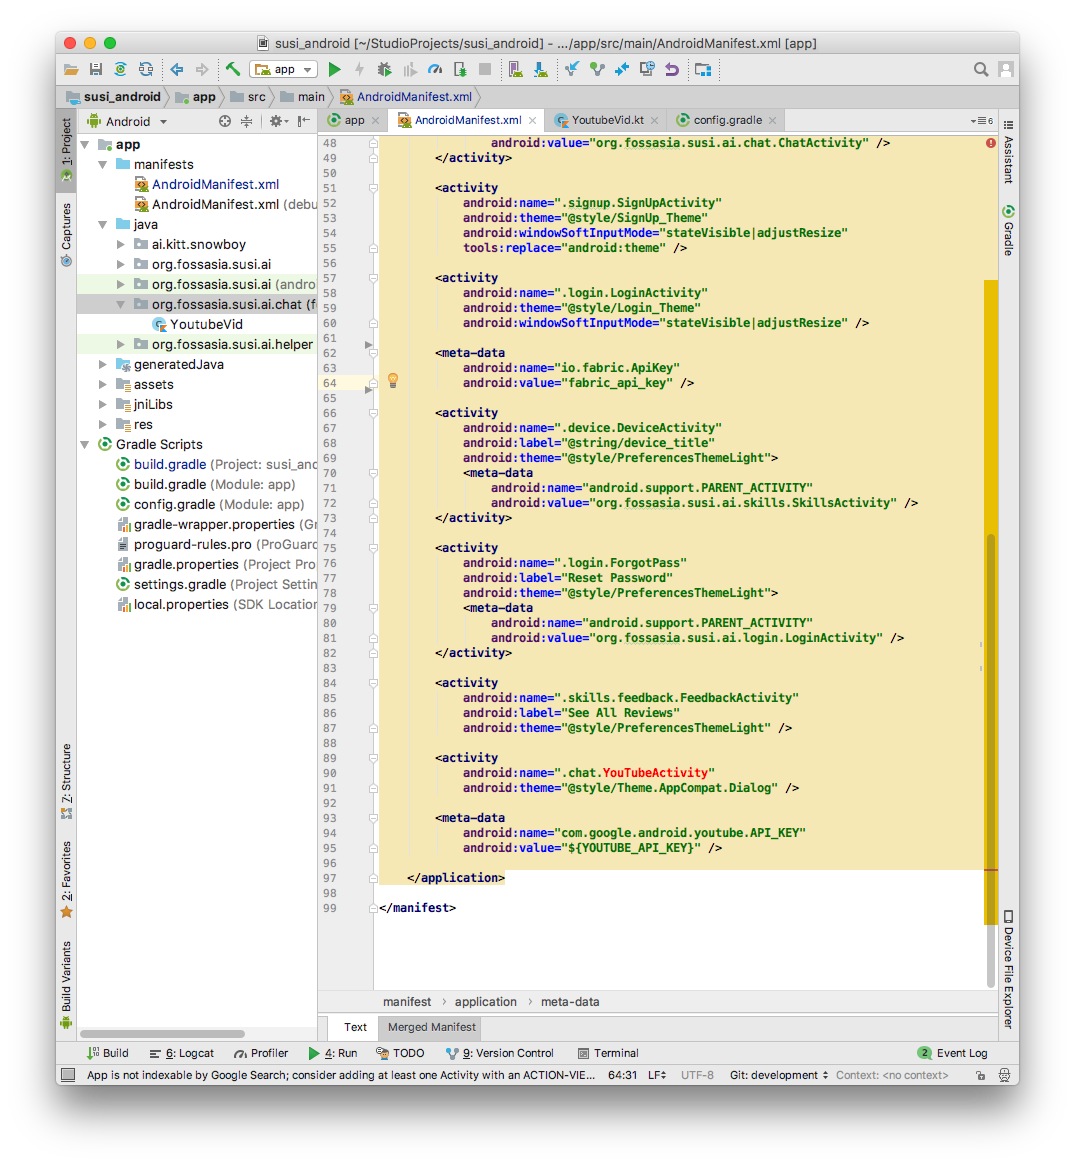 susi_android [~/StudioProjects/susi_android] - .../app/src/main/AndroidManifest.xml [app]
app
susi_android app src main AndroidManifest.xml
Android
app AndroidManifest.xml YoutubeVid.kt config.gradle
6
1: Project
Captures
7: Structure
2: Favorites
Build Variants
app
manifests
AndroidManifest.xml
AndroidManifest.xml (debu
java
ai.kitt.snowboy
org.fossasia.susi.ai
org.fossasia.susi.ai (andro
org.fossasia.susi.ai.chat (f
YoutubeVid
org.fossasia.susi.ai.helper
generatedJava
assets
jniLibs
res
Gradle Scripts
build.gradle (Project: susi_and
build.gradle (Module: app)
config.gradle (Module: app)
gradle-wrapper.properties (Gr
proguard-rules.pro (ProGuard
gradle.properties (Project Pro
settings.gradle (Project Settin
local.properties (SDK Location
48 android:value="org.fossasia.susi.ai.chat.ChatActivity" />
49 </activity>
50
51 <activity
52 android:name=".signup.SignUpActivity"
53 android:theme="@style/SignUp_Theme"
54 android:windowSoftInputMode="stateVisible|adjustResize"
55 tools:replace="android:theme" />
56
57 <activity
58 android:name=".login.LoginActivity"
59 android:theme="@style/Login_Theme"
60 android:windowSoftInputMode="stateVisible|adjustResize" />
61
62 <meta-data
63 android:name="io.fabric.ApiKey"
64 android:value="fabric_api_key" />
65
66 <activity
67 android:name=".device.DeviceActivity"
68 android:label="@string/device_title"
69 android:theme="@style/PreferencesThemeLight">
70 <meta-data
71 android:name="android.support.PARENT_ACTIVITY"
72 android:value="org.fossasia.susi.ai.skills.SkillsActivity" />
73 </activity>
74
75 <activity
76 android:name=".login.ForgotPass"
77 android:label="Reset Password"
78 android:theme="@style/PreferencesThemeLight">
79 <meta-data
80 android:name="android.support.PARENT_ACTIVITY"
81 android:value="org.fossasia.susi.ai.login.LoginActivity" />
82 </activity>
83
84 <activity
85 android:name=".skills.feedback.FeedbackActivity"
86 android:label="See All Reviews"
87 android:theme="@style/PreferencesThemeLight" />
88
89 <activity
90 android:name=".chat.YouTubeActivity"
91 android:theme="@style/Theme.AppCompat.Dialog" />
92
93 <meta-data
94 android:name="com.google.android.youtube.API_KEY"
95 android:value="${YOUTUBE_API_KEY}" />
96
97 </application>
98
99 </manifest>
Assistant
Gradle
Device File Explorer
manifest › application › meta-data
Text Merged Manifest
Build 6: Logcat Profiler 4: Run TODO 9: Version Control Terminal 2 Event Log
App is not indexable by Google Search; consider adding at least one Activity with an ACTION-VIE... 64:31 LF UTF-8 Git: development Context: <no context>